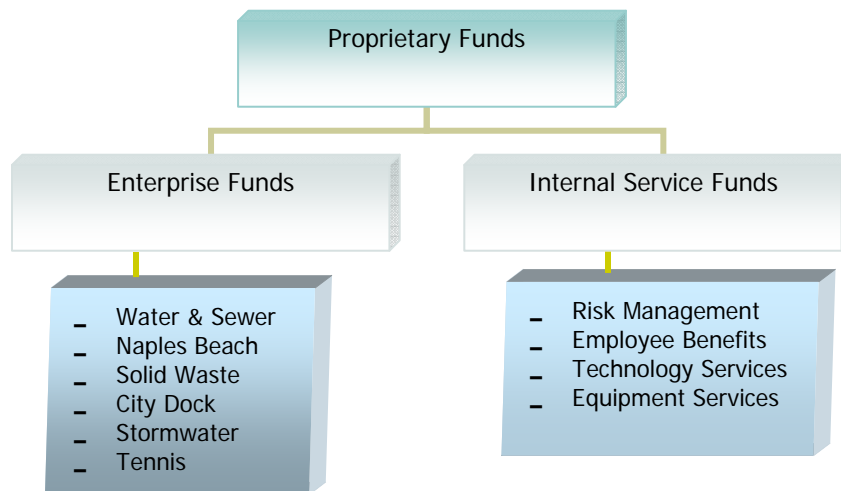 Proprietary Funds
Enterprise Funds
Internal Service Funds
– Water & Sewer
– Naples Beach
– Solid Waste
– City Dock
– Stormwater
– Tennis
– Risk Management
– Employee Benefits
– Technology Services
– Equipment Services